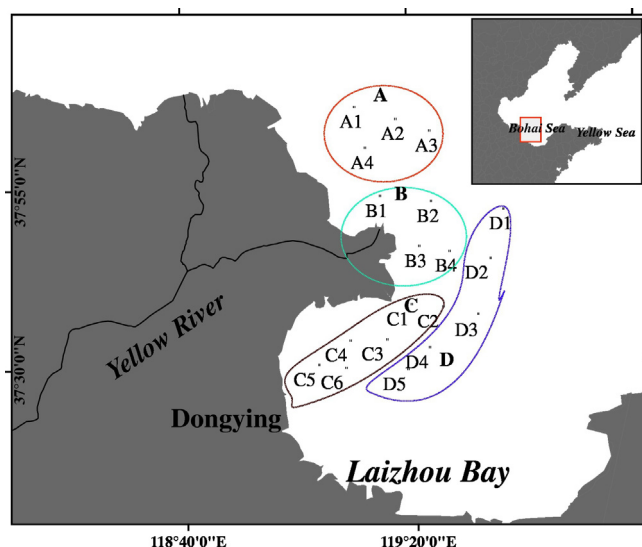 A
A1
A2
A3
A4
Bohai Sea
Yellow Sea
37°55'0"N
B
B1
B2
B3
B4
D1
D2
D3
D4
D
D5
C
C1
C2
C3
C4
C5
C6
Yellow River
37°30'0"N
Dongying
Laizhou Bay
118°40'0"E
119°20'0"E